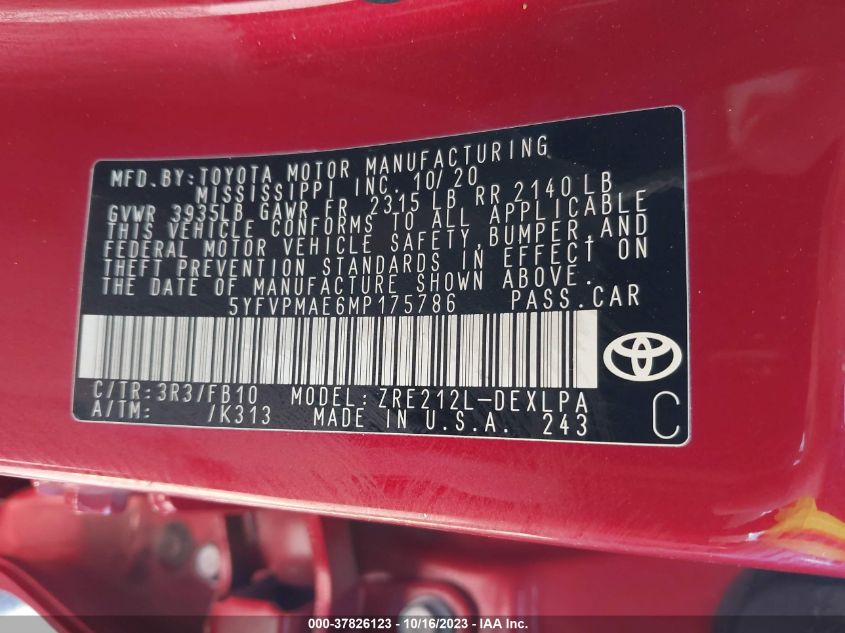 MFD.BY:TOYOTA MOTOR MANUFACTURING
MISSISSIPPI INC. 10/20
GVWR 3935LB GAWR FR 2315 LB RR 2140 LB
THIS VEHICLE CONFORMS TO ALL APPLICABLE
FEDERAL MOTOR VEHICLE SAFETY,BUMPER,AND
THEFT PREVENTION STANDARDS IN EFFECT ON
THE DATE OF MANUFACTURE SHOWN ABOVE.
5YFVPMAE6MP175786 PASS.CAR
C/TR:3R3/FB10 MODEL:ZRE212L-DEXLPA
A/TM: /K313 MADE IN U.S.A. 243 C
000-37826123 - 10/16/2023 - Copyright © 2023 IAA, Inc.